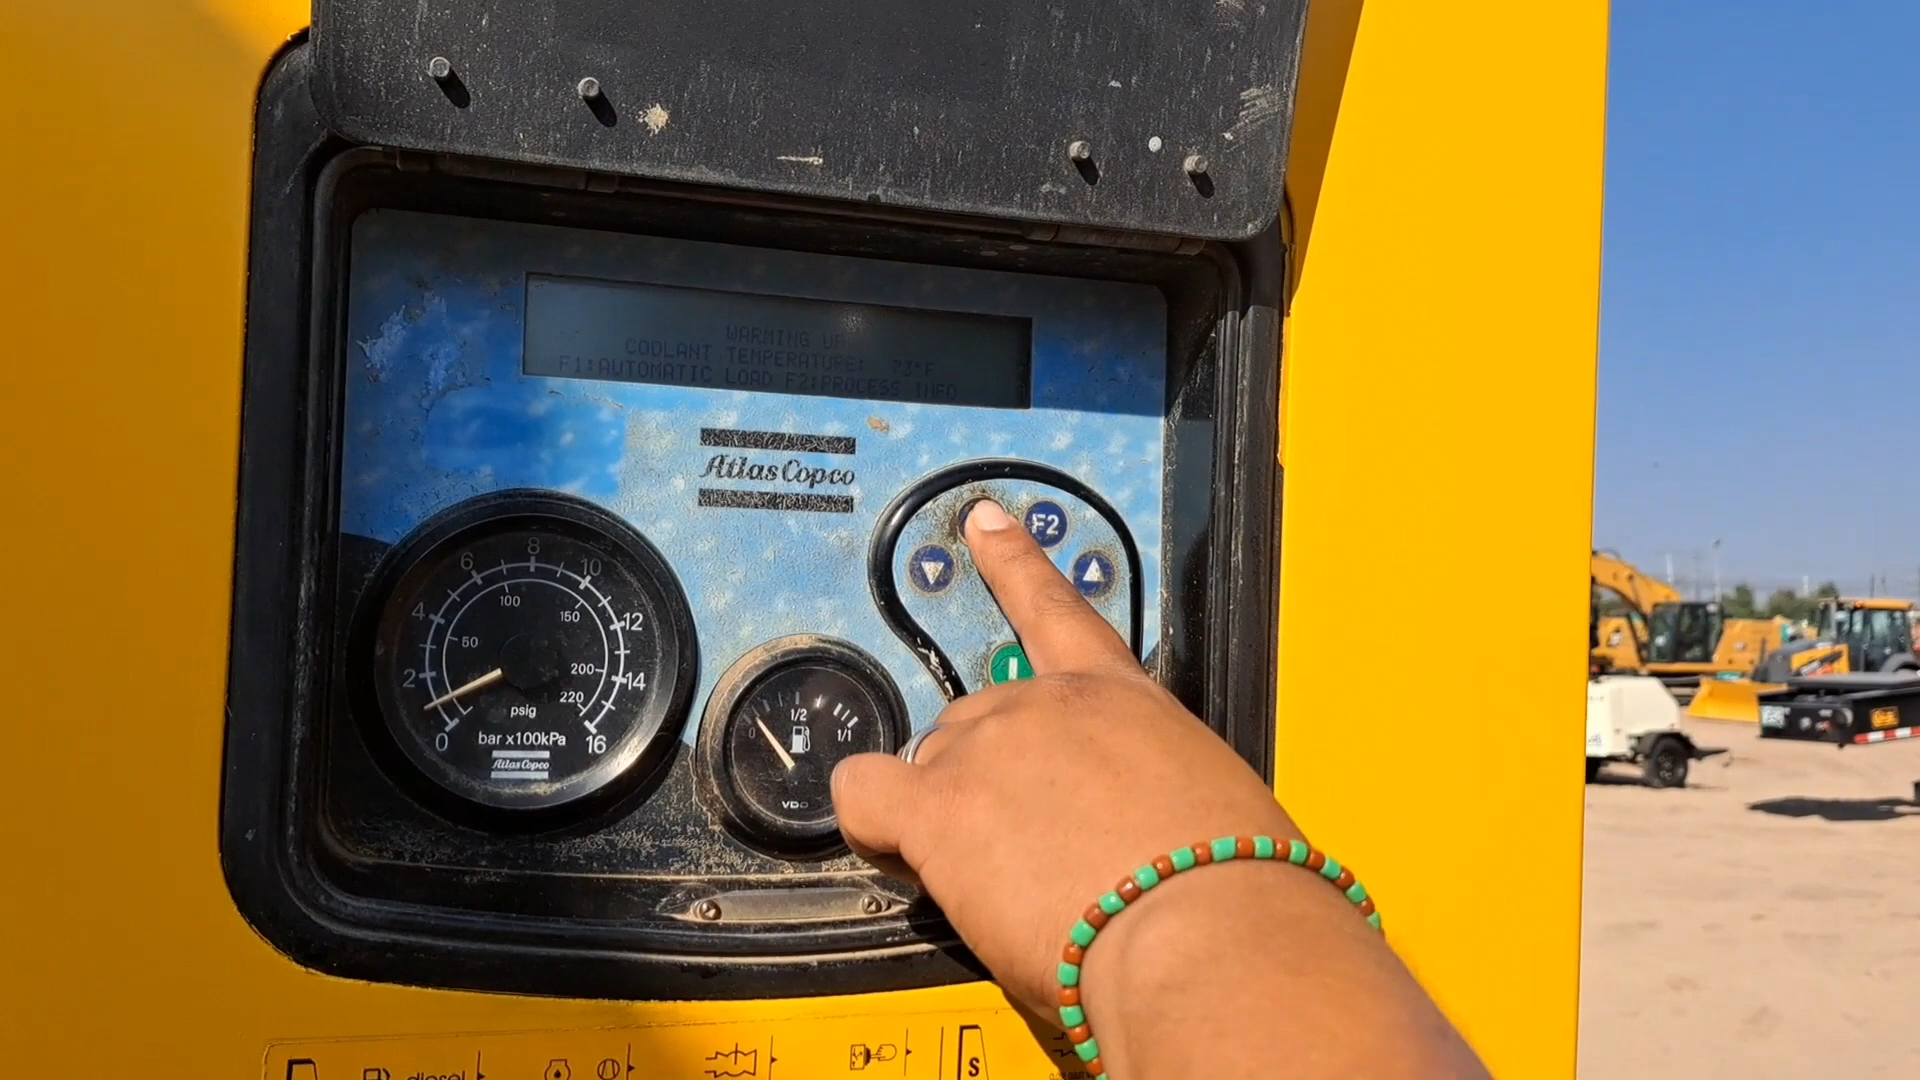 WARMING UP
COOLANT TEMPERATURE: 73°F
F1:AUTOMATIC LOAD F2:PROCESS INFO
Atlas Copco
F2
0
2
4
6
8
10
12
14
16
50
100
150
200
220
psig
bar x100kPa
Atlas Copco
0
1/2
1/1
VDO
diesel
S